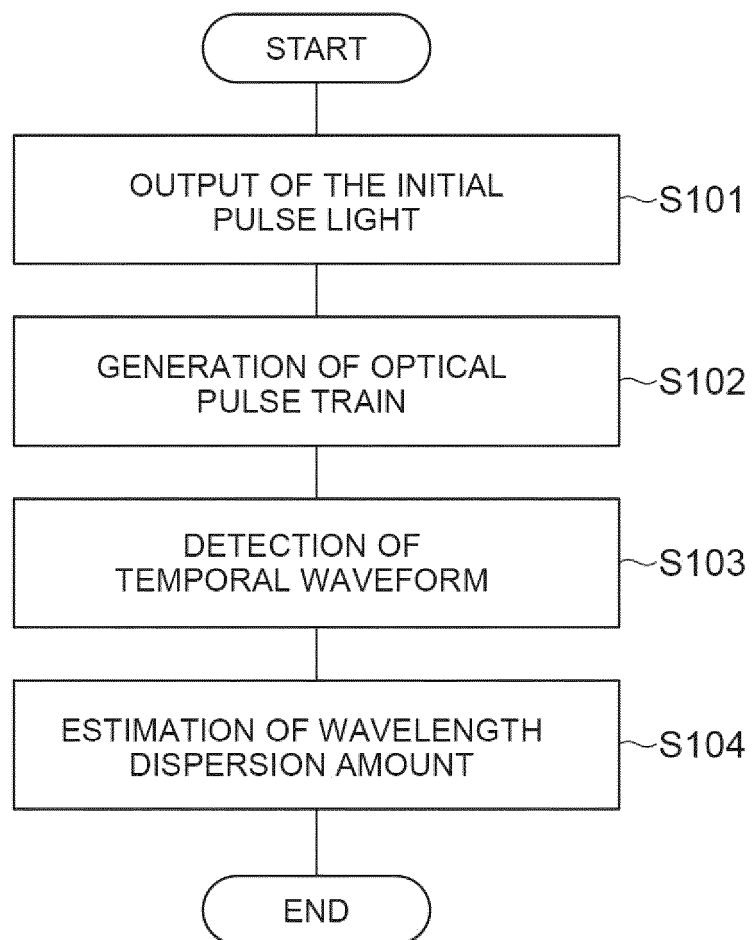 START
OUTPUT OF THE INITIAL
PULSE LIGHT
S101
GENERATION OF OPTICAL
PULSE TRAIN
S102
DETECTION OF
TEMPORAL WAVEFORM
S103
ESTIMATION OF WAVELENGTH
DISPERSION AMOUNT
S104
END